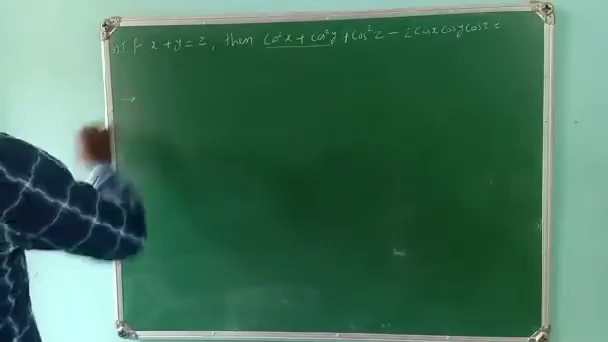 If x + y = z, then cos²x + cos²y + cos²z - 2 cosx cosy cosz =
→